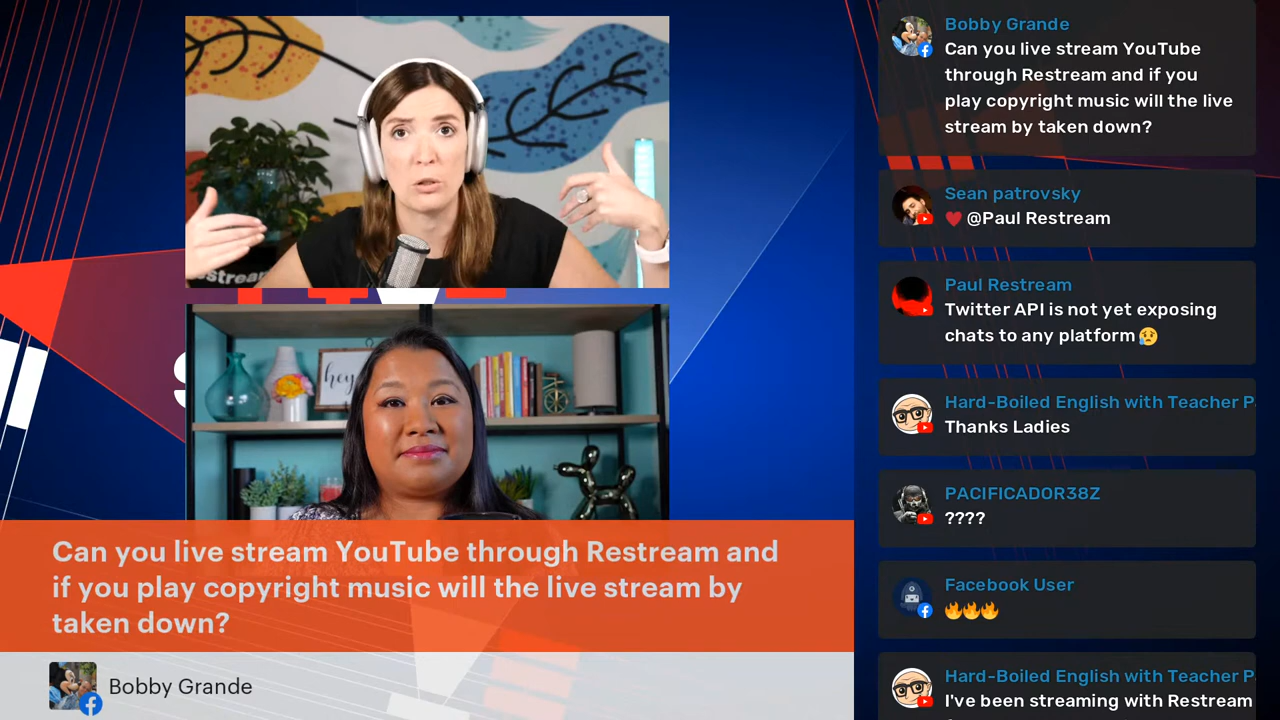 Bobby Grande
Can you live stream YouTube
through Restream and if you
play copyright music will the live
stream by taken down?
Sean patrovsky
❤️ @Paul Restream
Paul Restream
Twitter API is not yet exposing
chats to any platform😥
Hard-Boiled English with Teacher P
Thanks Ladies
PACIFICADOR38Z
????
Facebook User
🔥🔥🔥
Hard-Boiled English with Teacher P
I've been streaming with Restream
restream
hey
Can you live stream YouTube through Restream and
if you play copyright music will the live stream by
taken down?
Bobby Grande